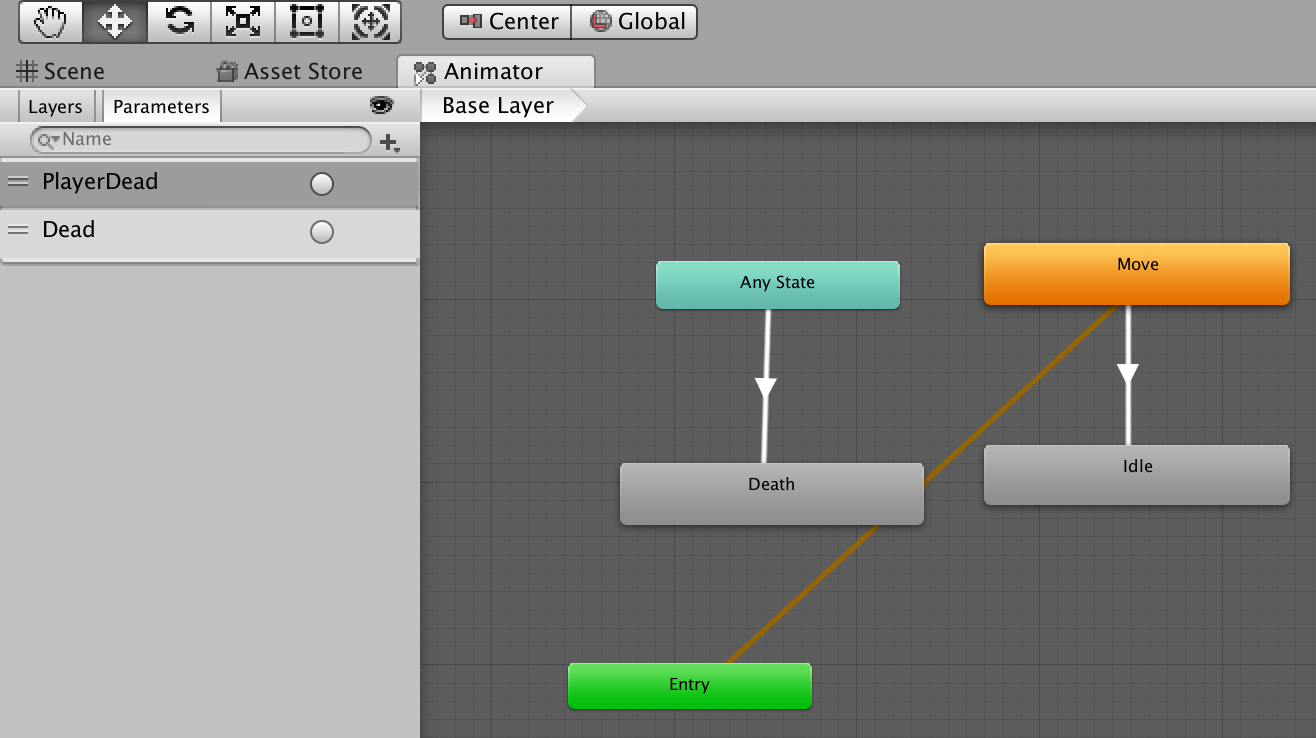 Center Global
Scene Asset Store Animator
Layers Parameters Base Layer
Name
PlayerDead
Dead
Move
Any State
Idle
Death
Entry